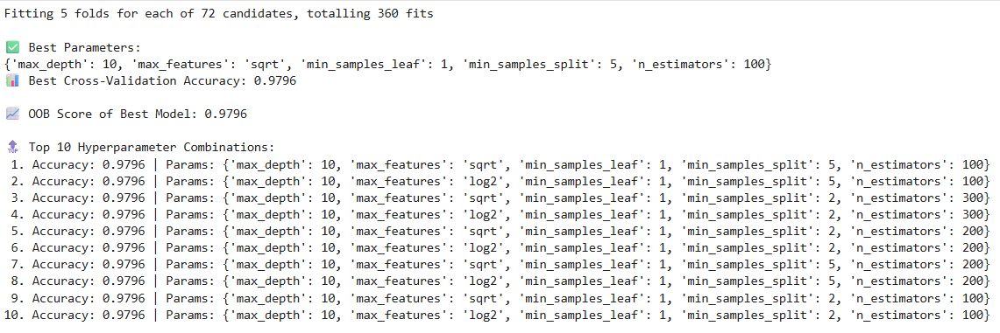 Fitting 5 folds for each of 72 candidates, totalling 360 fits
✅ Best Parameters:
{'max_depth': 10, 'max_features': 'sqrt', 'min_samples_leaf': 1, 'min_samples_split': 5, 'n_estimators': 100}
📊 Best Cross-Validation Accuracy: 0.9796
📈 OOB Score of Best Model: 0.9796
🔝 Top 10 Hyperparameter Combinations:
1. Accuracy: 0.9796 | Params: {'max_depth': 10, 'max_features': 'sqrt', 'min_samples_leaf': 1, 'min_samples_split': 5, 'n_estimators': 100}
2. Accuracy: 0.9796 | Params: {'max_depth': 10, 'max_features': 'log2', 'min_samples_leaf': 1, 'min_samples_split': 5, 'n_estimators': 100}
3. Accuracy: 0.9796 | Params: {'max_depth': 10, 'max_features': 'sqrt', 'min_samples_leaf': 1, 'min_samples_split': 2, 'n_estimators': 300}
4. Accuracy: 0.9796 | Params: {'max_depth': 10, 'max_features': 'log2', 'min_samples_leaf': 1, 'min_samples_split': 2, 'n_estimators': 300}
5. Accuracy: 0.9796 | Params: {'max_depth': 10, 'max_features': 'sqrt', 'min_samples_leaf': 1, 'min_samples_split': 2, 'n_estimators': 200}
6. Accuracy: 0.9796 | Params: {'max_depth': 10, 'max_features': 'log2', 'min_samples_leaf': 1, 'min_samples_split': 2, 'n_estimators': 200}
7. Accuracy: 0.9796 | Params: {'max_depth': 10, 'max_features': 'sqrt', 'min_samples_leaf': 1, 'min_samples_split': 5, 'n_estimators': 200}
8. Accuracy: 0.9796 | Params: {'max_depth': 10, 'max_features': 'log2', 'min_samples_leaf': 1, 'min_samples_split': 5, 'n_estimators': 200}
9. Accuracy: 0.9796 | Params: {'max_depth': 10, 'max_features': 'sqrt', 'min_samples_leaf': 1, 'min_samples_split': 2, 'n_estimators': 100}
10. Accuracy: 0.9796 | Params: {'max_depth': 10, 'max_features': 'log2', 'min_samples_leaf': 1, 'min_samples_split': 2, 'n_estimators': 100}